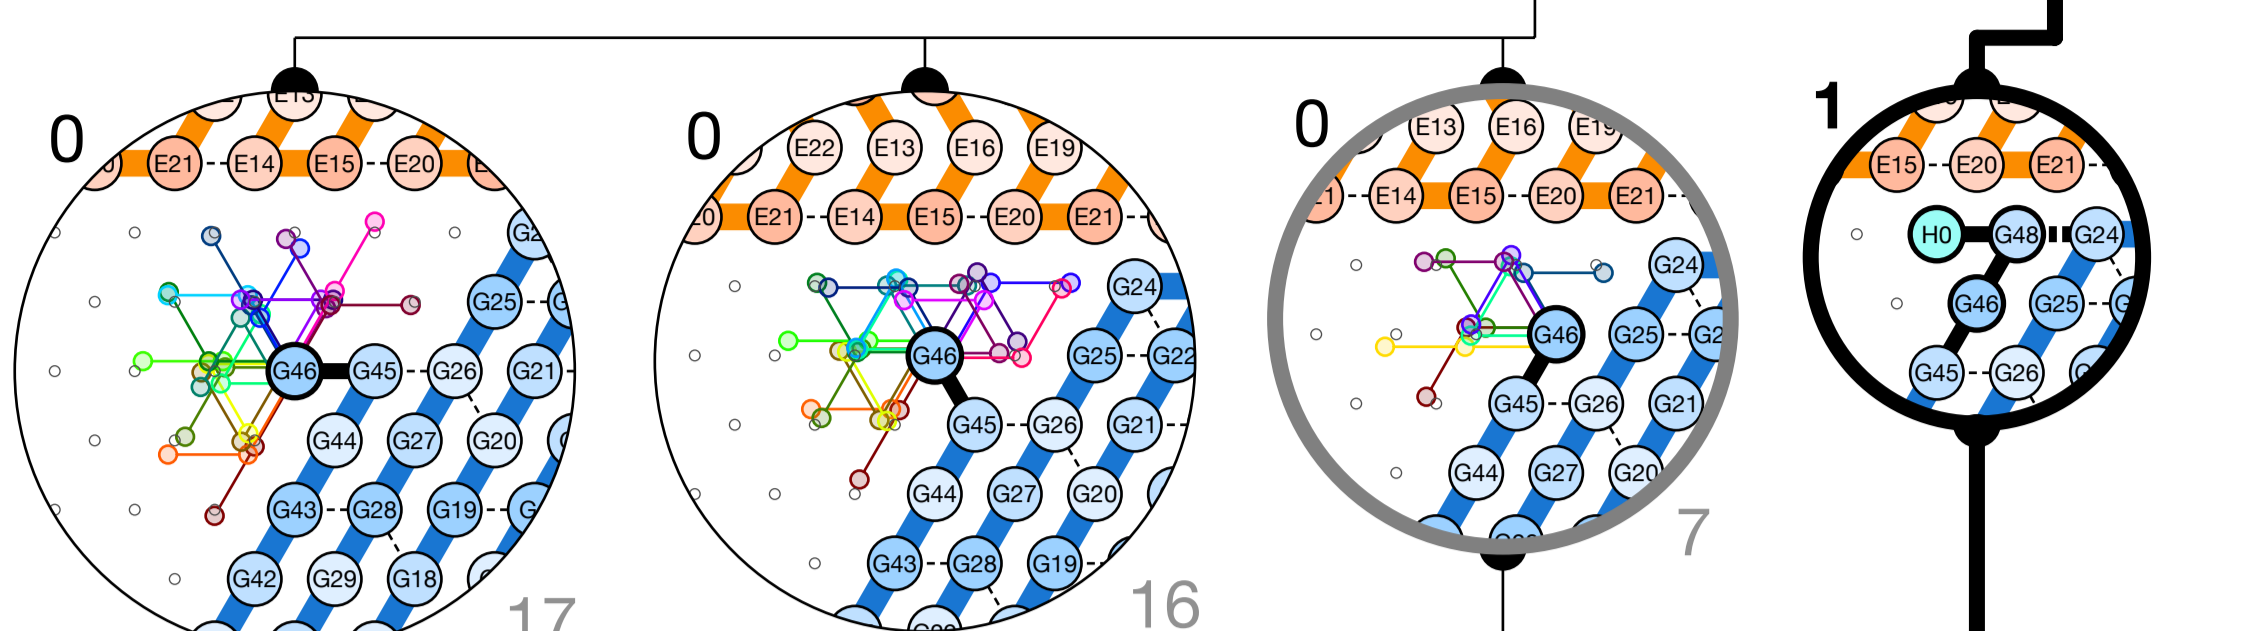 0
E13
E21 E14 E15 E20
G25
G46 G45 G26 G21
G44 G27 G20
G43 G28 G19
G42 G29 G18
17
0
E22 E13 E16 E19
E21 E14 E15 E20 E21
G24
G46 G25 G22
G45 G26 G21
G44 G27 G20
G43 G28 G19
16
0
E13 E16 E19
E14 E15 E20 E21
G24
G46 G25
G45 G26 G21
G44 G27 G20
7
1
E15 E20 E21
H0 G48 G24
G46 G25
G45 G26